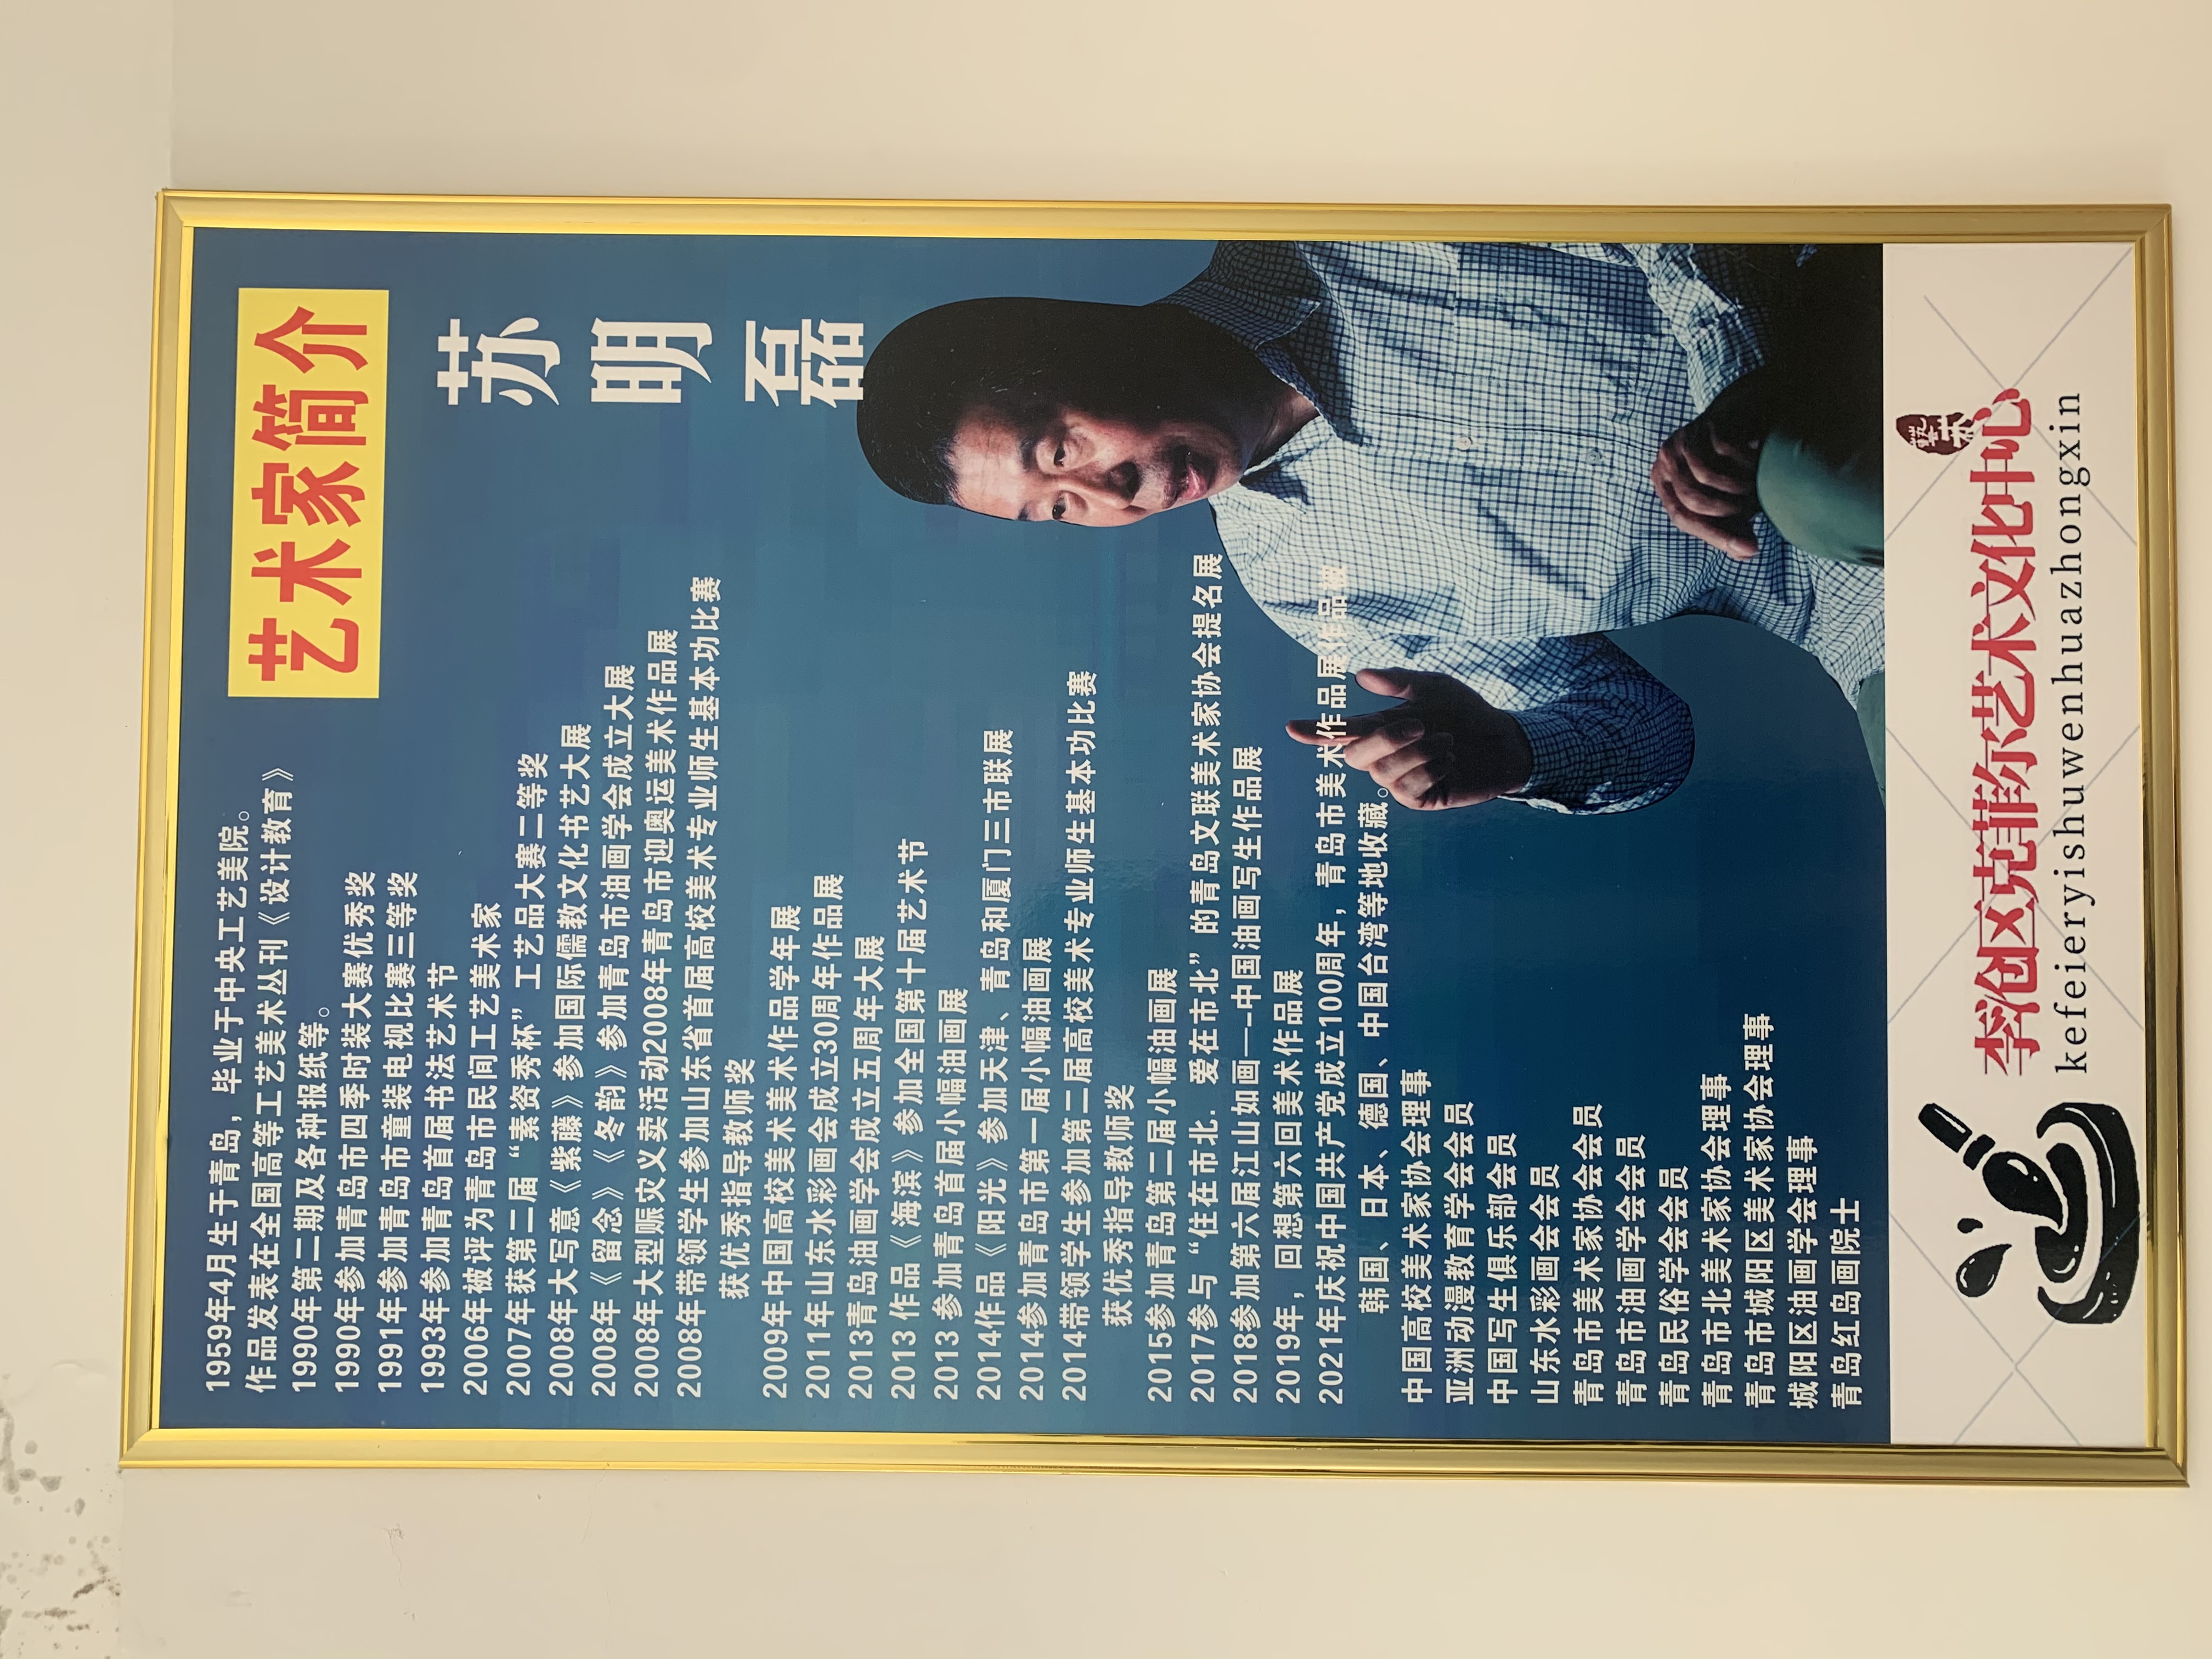 艺术家简介
苏明磊
1959年4月生于青岛，毕业于中央工艺美院。
作品发表在全国高等工艺美术丛刊《设计教育》
1990年第二期及各种报纸等。
1990年参加青岛市四季时装大赛优秀奖
1991年参加青岛市童装电视比赛三等奖
1993年参加青岛首届书法艺术节
2006年被评为青岛市民间工艺美术家
2007年获第二届“素资秀杯”工艺品大赛二等奖
2008年大写意《紫藤》参加国际儒教文化书艺大展
2008年《留念》《冬韵》参加青岛市油画学会成立大展
2008年大型赈灾义卖活动2008年青岛市迎奥运美术作品展
2008年带领学生参加山东省首届高校美术专业师生基本功比赛
获优秀指导教师奖
2009年中国高校美术美术作品学年展
2011年山东水彩画会成立30周年作品展
2013青岛油画学会成立五周年大展
2013作品《海滨》参加全国第十届艺术节
2013参加青岛首届小幅油画展
2014作品《阳光》参加天津、青岛和厦门三市联展
2014参加青岛市第一届小幅油画展
2014带领学生参加第二届高校美术专业师生基本功比赛
获优秀指导教师奖
2015参加青岛第二届小幅油画展
2017参与“住在市北．爱在市北”的青岛文联美术家协会提名展
2018参加第六届江山如画——中国油画写生作品展
2019年，回想第六回美术作品展
2021年庆祝中国共产党成立100周年，青岛市美术作品展作品被
韩国、日本、德国、中国台湾等地收藏。
中国高校美术家协会理事
亚洲动漫教育学会会员
中国写生俱乐部会员
山东水彩画会会员
青岛市美术家协会会员
青岛市油画学会会员
青岛民俗学会会员
青岛市市北美术家协会理事
青岛市城阳区美术家协会理事
城阳区油画学会理事
青岛红岛画院院士
李沧区克菲尔艺术文化中心
kefeieryishuwenhuazhongxin